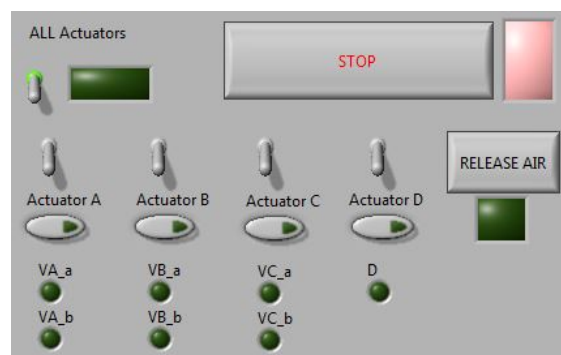 ALL Actuators
STOP
RELEASE AIR
Actuator A
Actuator B
Actuator C
Actuator D
VA_a
VB_a
VC_a
D
VA_b
VB_b
VC_b